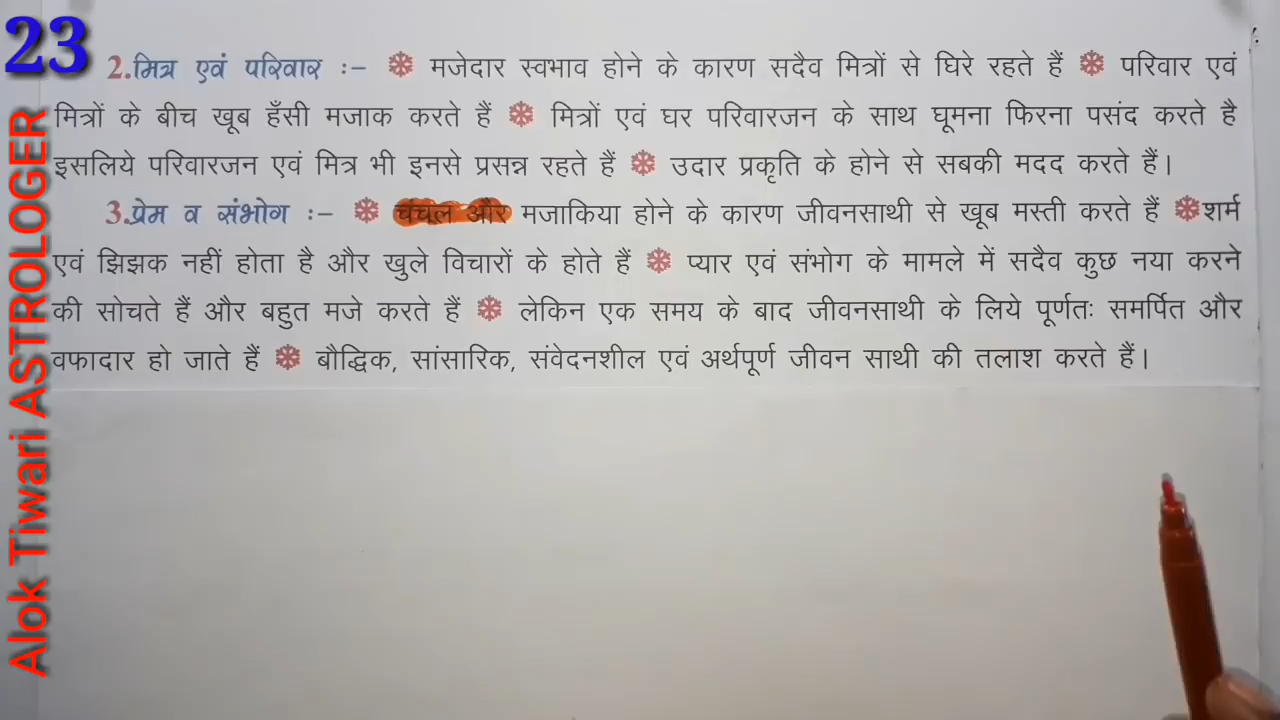 23
Alok Tiwari ASTROLOGER
2.मित्र एवं परिवार :- ❄ मजेदार स्वभाव होने के कारण सदैव मित्रों से घिरे रहते हैं ❄ परिवार एवं
मित्रों के बीच खूब हँसी मजाक करते हैं ❄ मित्रों एवं घर परिवारजन के साथ घूमना फिरना पसंद करते है
इसलिये परिवारजन एवं मित्र भी इनसे प्रसन्न रहते हैं ❄ उदार प्रकृति के होने से सबकी मदद करते हैं।
3.प्रेम व संभोग :- ❄ चंचल और मजाकिया होने के कारण जीवनसाथी से खूब मस्ती करते हैं ❄शर्म
एवं झिझक नहीं होता है और खुले विचारों के होते हैं ❄ प्यार एवं संभोग के मामले में सदैव कुछ नया करने
की सोचते हैं और बहुत मजे करते हैं ❄ लेकिन एक समय के बाद जीवनसाथी के लिये पूर्णतः समर्पित और
वफादार हो जाते हैं ❄ बौद्धिक, सांसारिक, संवेदनशील एवं अर्थपूर्ण जीवन साथी की तलाश करते हैं।